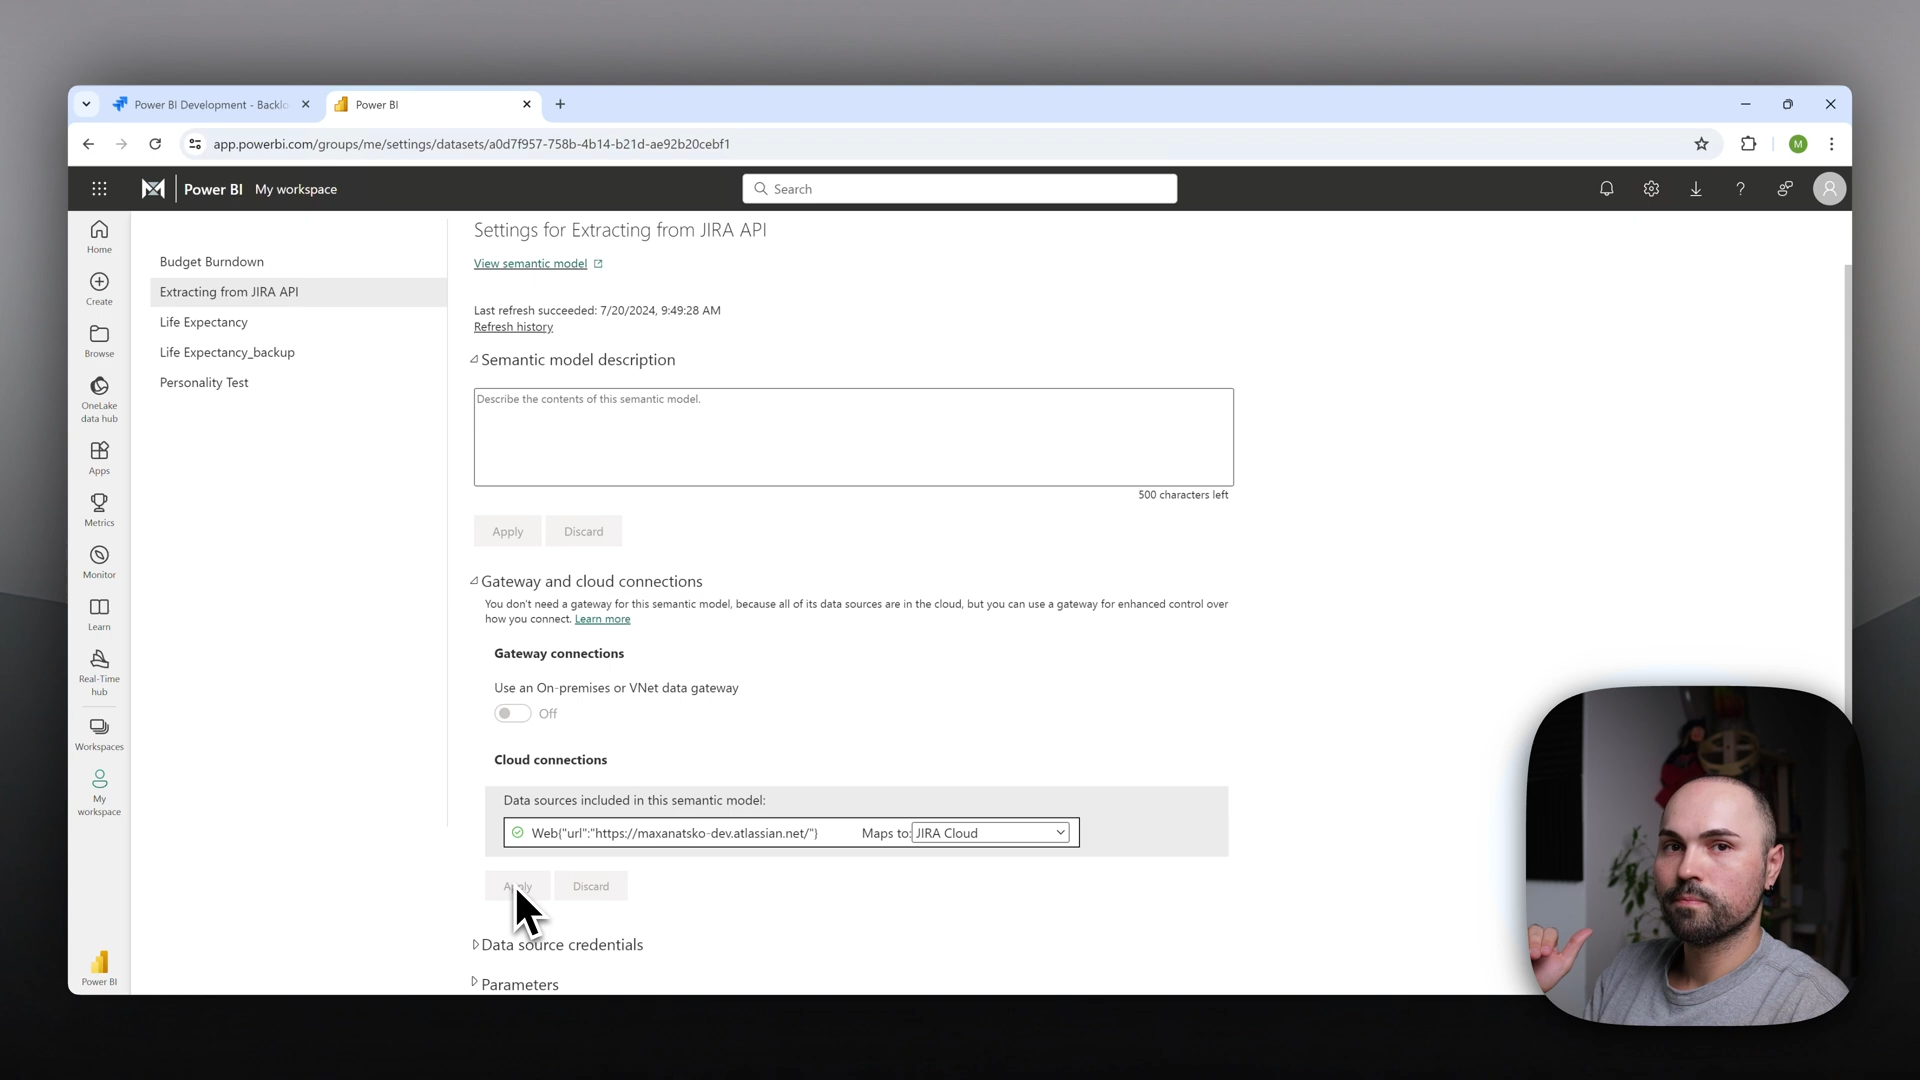 Power BI Development - Backlo
Power BI
app.powerbi.com/groups/me/settings/datasets/a0d7f957-758b-4b14-b21d-ae92b20cebf1
M
Power BI My workspace
Search
Home
Create
Browse
OneLake
data hub
Apps
Metrics
Monitor
Learn
Real-Time
hub
Workspaces
My
workspace
Power BI
Budget Burndown
Extracting from JIRA API
Life Expectancy
Life Expectancy_backup
Personality Test
Settings for Extracting from JIRA API
View semantic model
Last refresh succeeded: 7/20/2024, 9:49:28 AM
Refresh history
Semantic model description
Describe the contents of this semantic model.
500 characters left
Apply Discard
Gateway and cloud connections
You don't need a gateway for this semantic model, because all of its data sources are in the cloud, but you can use a gateway for enhanced control over
how you connect. Learn more
Gateway connections
Use an On-premises or VNet data gateway
Off
Cloud connections
Data sources included in this semantic model:
Web{"url":"https://maxanatsko-dev.atlassian.net/"} Maps to: JIRA Cloud
Apply Discard
Data source credentials
Parameters